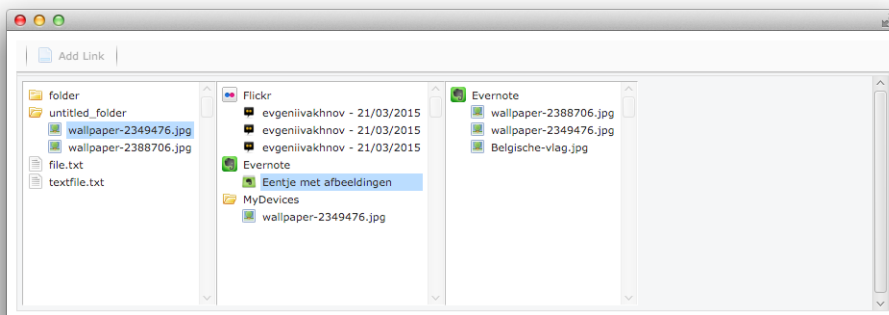 Add Link
folder
untitled_folder
wallpaper-2349476.jpg
wallpaper-2388706.jpg
file.txt
textfile.txt
Flickr
evgeniivakhnov - 21/03/2015
evgeniivakhnov - 21/03/2015
evgeniivakhnov - 21/03/2015
Evernote
Eentje met afbeeldingen
MyDevices
wallpaper-2349476.jpg
Evernote
wallpaper-2388706.jpg
wallpaper-2349476.jpg
Belgische-vlag.jpg